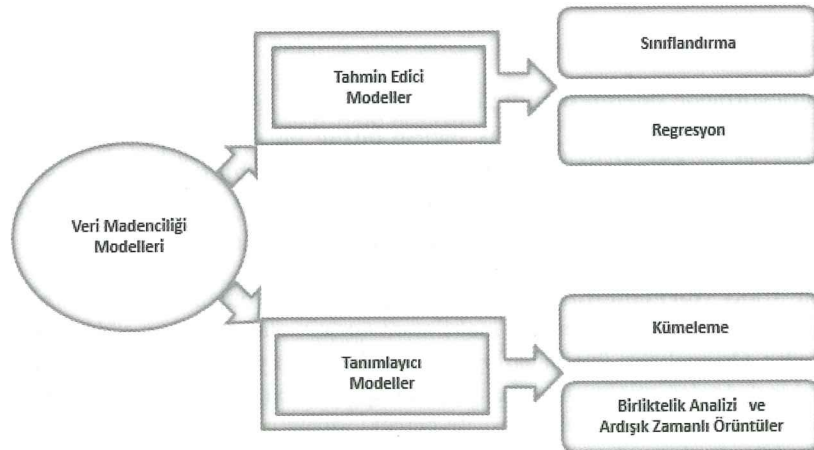 Veri Madenciliği
Modelleri
Tahmin Edici
Modeller
Sınıflandırma
Regresyon
Tanımlayıcı
Modeller
Kümeleme
Birliktelik Analizi ve
Ardışık Zamanlı Örüntüler